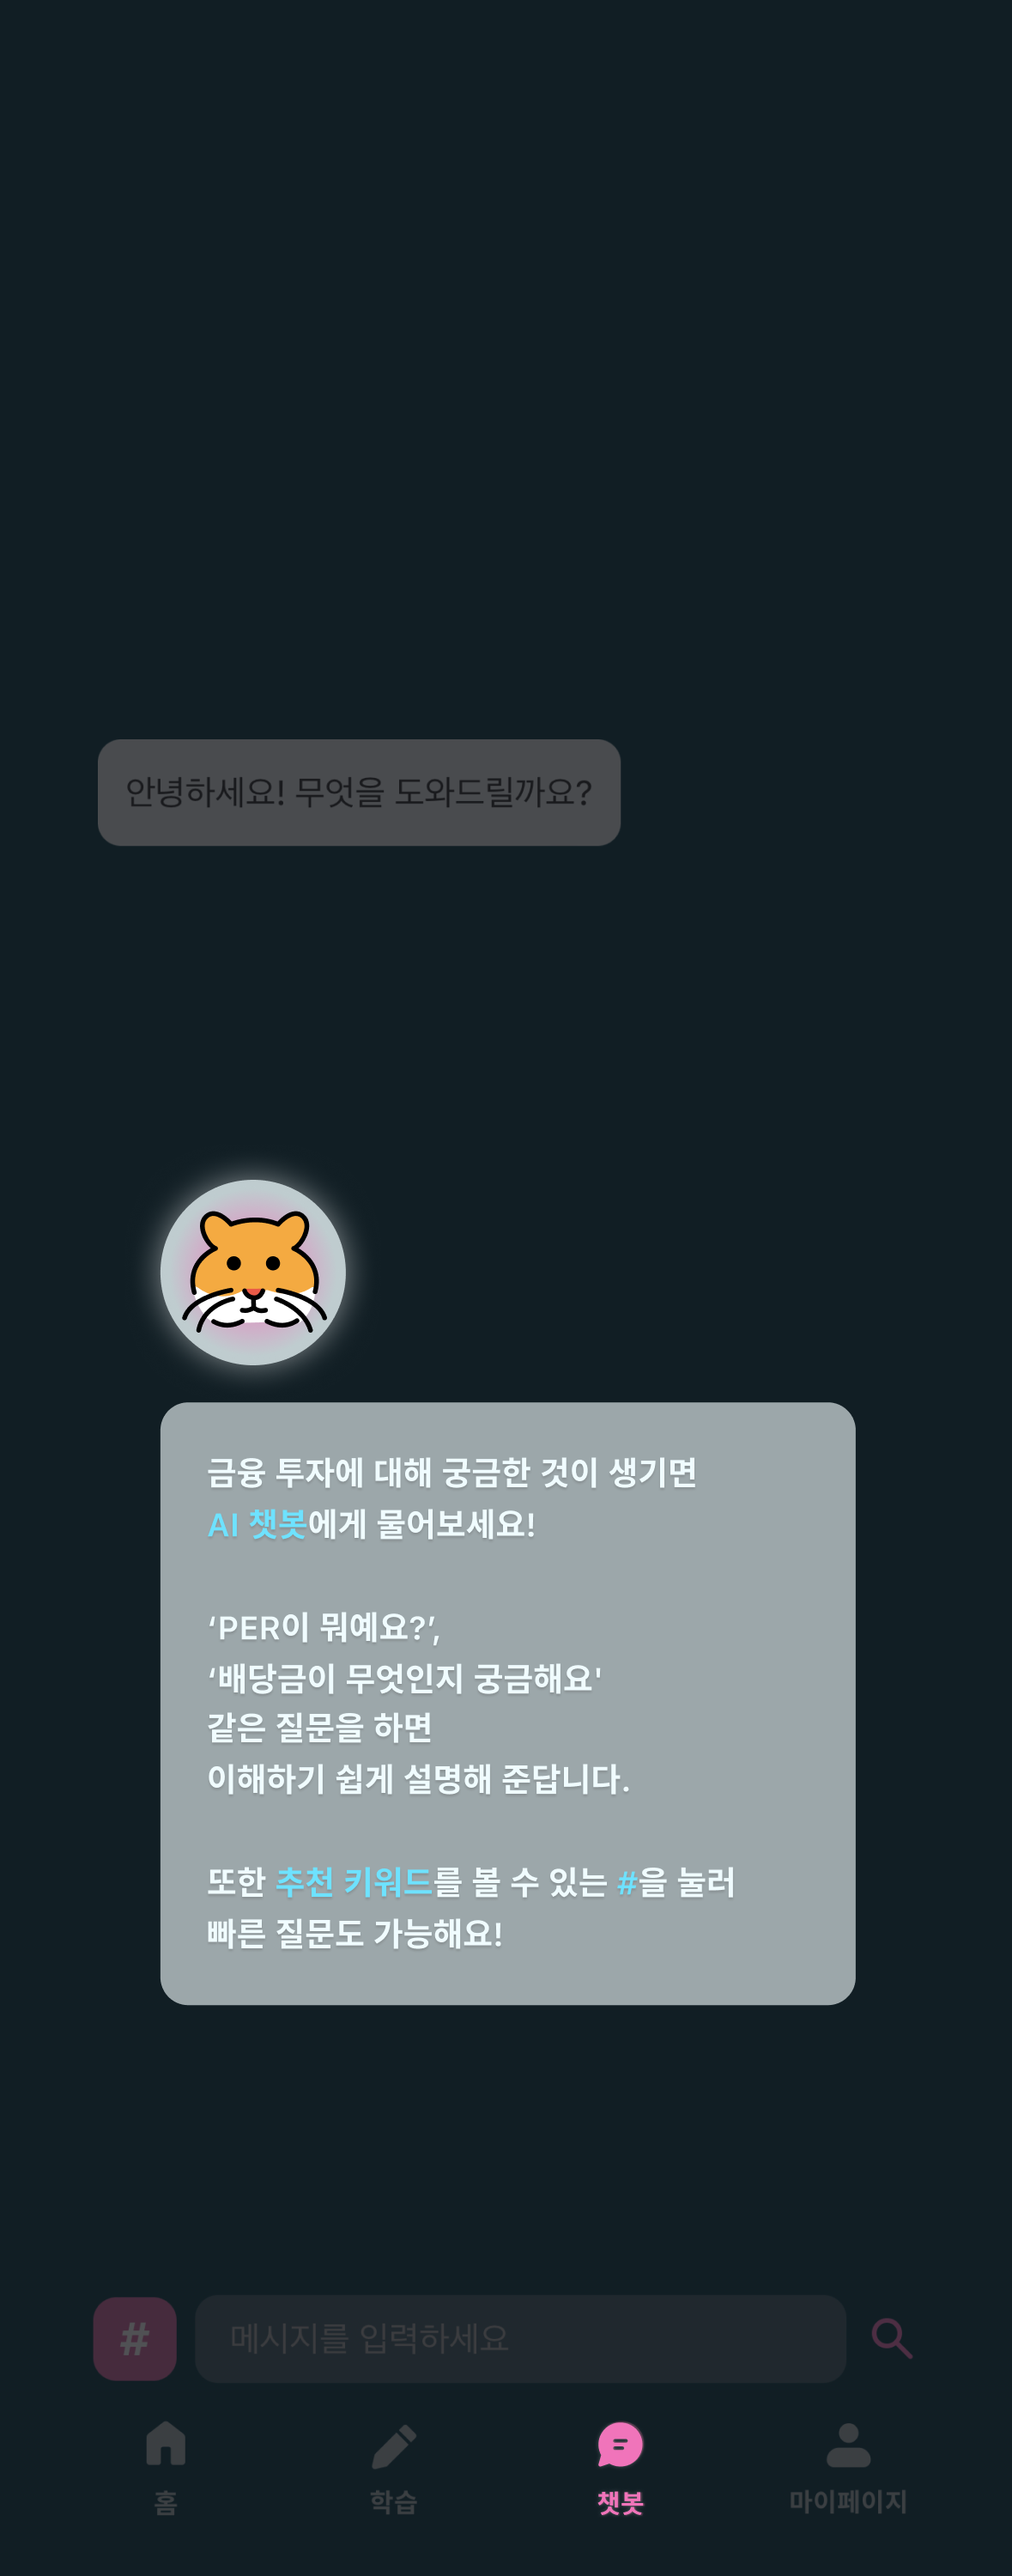 안녕하세요! 무엇을 도와드릴까요?
금융 투자에 대해 궁금한 것이 생기면
AI 챗봇에게 물어보세요!
‘PER이 뭐예요?’,
‘배당금이 무엇인지 궁금해요'
같은 질문을 하면
이해하기 쉽게 설명해 준답니다.
또한 추천 키워드를 볼 수 있는 #을 눌러
빠른 질문도 가능해요!
# 메시지를 입력하세요
홈 학습 챗봇 마이페이지